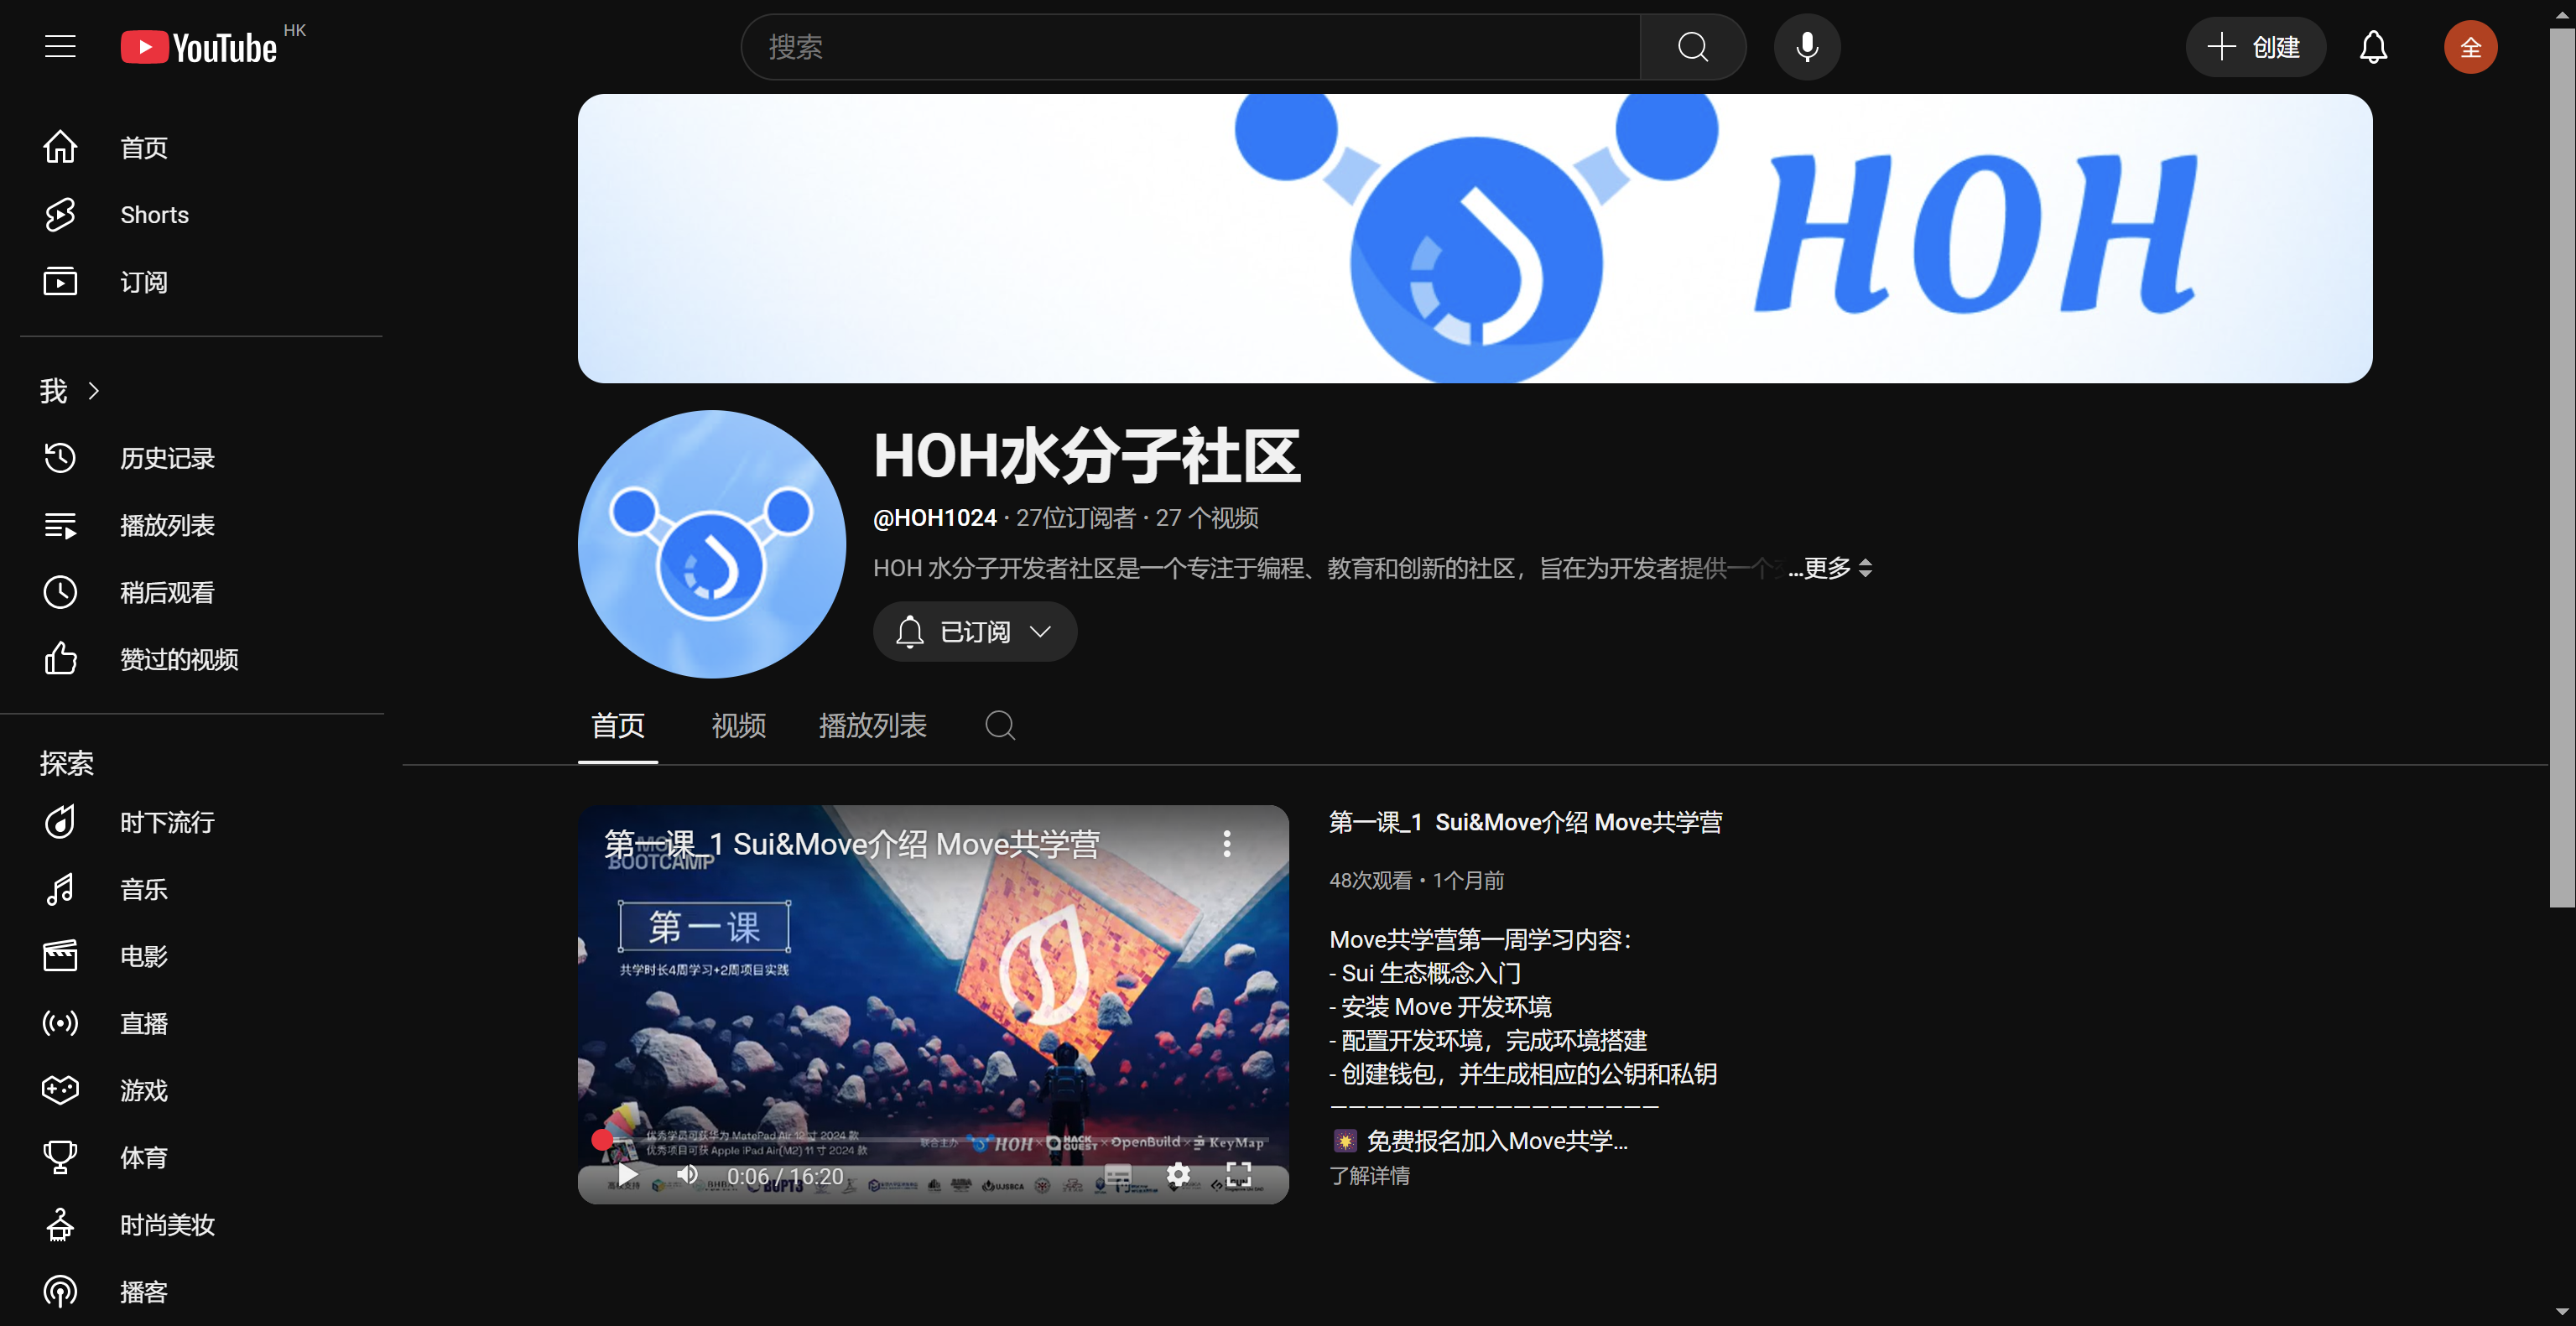 YouTube HK
搜索
创建
全
首页
Shorts
订阅
我
历史记录
播放列表
稍后观看
赞过的视频
探索
时下流行
音乐
电影
直播
游戏
体育
时尚美妆
播客
HOH
HOH水分子社区
@HOH1024 · 27位订阅者 · 27 个视频
HOH 水分子开发者社区是一个专注于编程、教育和创新的社区，旨在为开发者提供一个 ...更多
已订阅
首页 视频 播放列表
第一课_1 Sui&Move介绍 Move共学营
BOOTCAMP
第一课
共学时长4周学习+2周项目实践
优秀学员可获华为 MatePad Air 12寸 2024 款
优秀项目可获 Apple iPad Air(M2) 11 寸 2024 款
联合主办 HOH × HACK QUEST × OpenBuild × KeyMap
0:06 / 16:20
第一课_1 Sui&Move介绍 Move共学营
48次观看 • 1个月前
Move共学营第一周学习内容：
- Sui 生态概念入门
- 安装 Move 开发环境
- 配置开发环境，完成环境搭建
- 创建钱包，并生成相应的公钥和私钥
——————————————————
免费报名加入Move共学...
了解详情